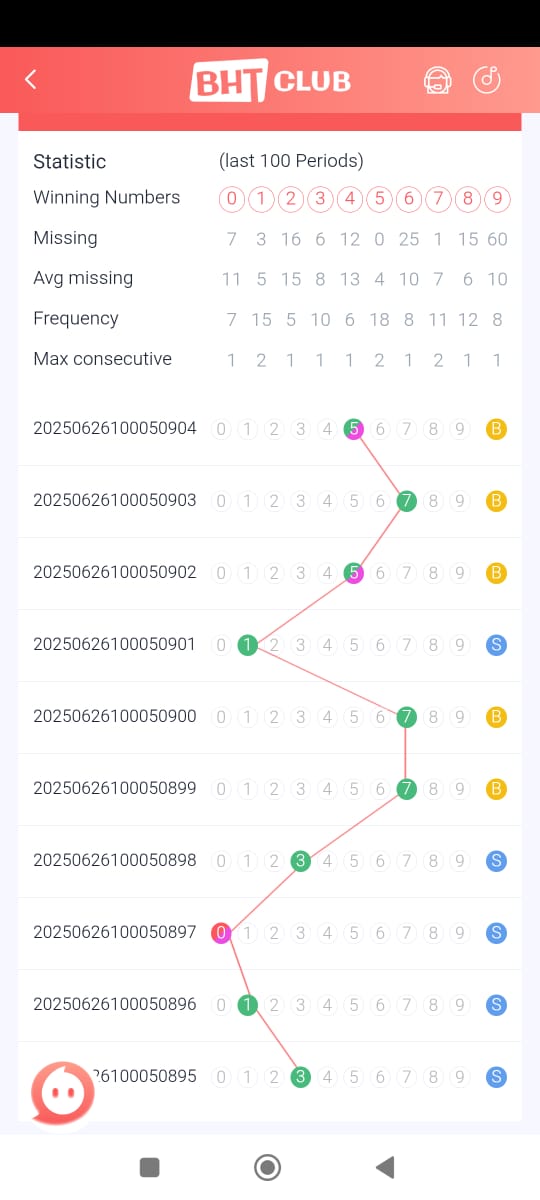 BHT CLUB
Statistic (last 100 Periods)
Winning Numbers 0 1 2 3 4 5 6 7 8 9
Missing 7 3 16 6 12 0 25 1 15 60
Avg missing 11 5 15 8 13 4 10 7 6 10
Frequency 7 15 5 10 6 18 8 11 12 8
Max consecutive 1 2 1 1 1 2 1 2 1 1
20250626100050904 0 1 2 3 4 5 6 7 8 9 B
20250626100050903 0 1 2 3 4 5 6 7 8 9 B
20250626100050902 0 1 2 3 4 5 6 7 8 9 B
20250626100050901 0 1 2 3 4 5 6 7 8 9 S
20250626100050900 0 1 2 3 4 5 6 7 8 9 B
20250626100050899 0 1 2 3 4 5 6 7 8 9 B
20250626100050898 0 1 2 3 4 5 6 7 8 9 S
20250626100050897 0 1 2 3 4 5 6 7 8 9 S
20250626100050896 0 1 2 3 4 5 6 7 8 9 S
6100050895 0 1 2 3 4 5 6 7 8 9 S